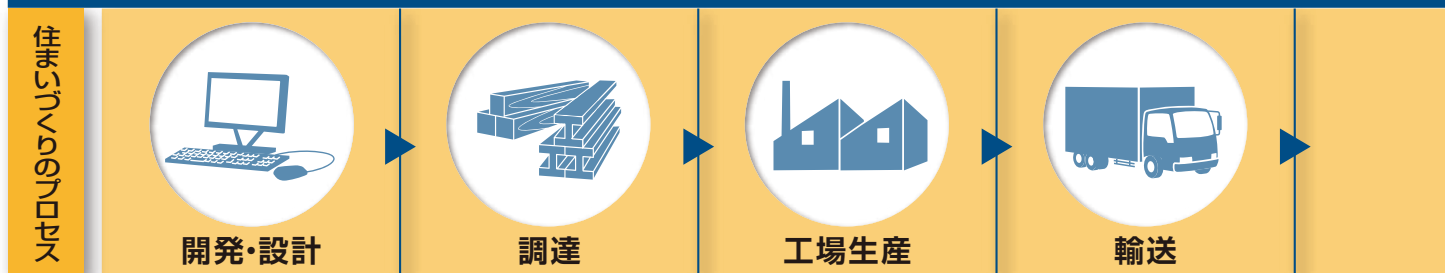 住まいづくりのプロセス
開発・設計
調達
工場生産
輸送